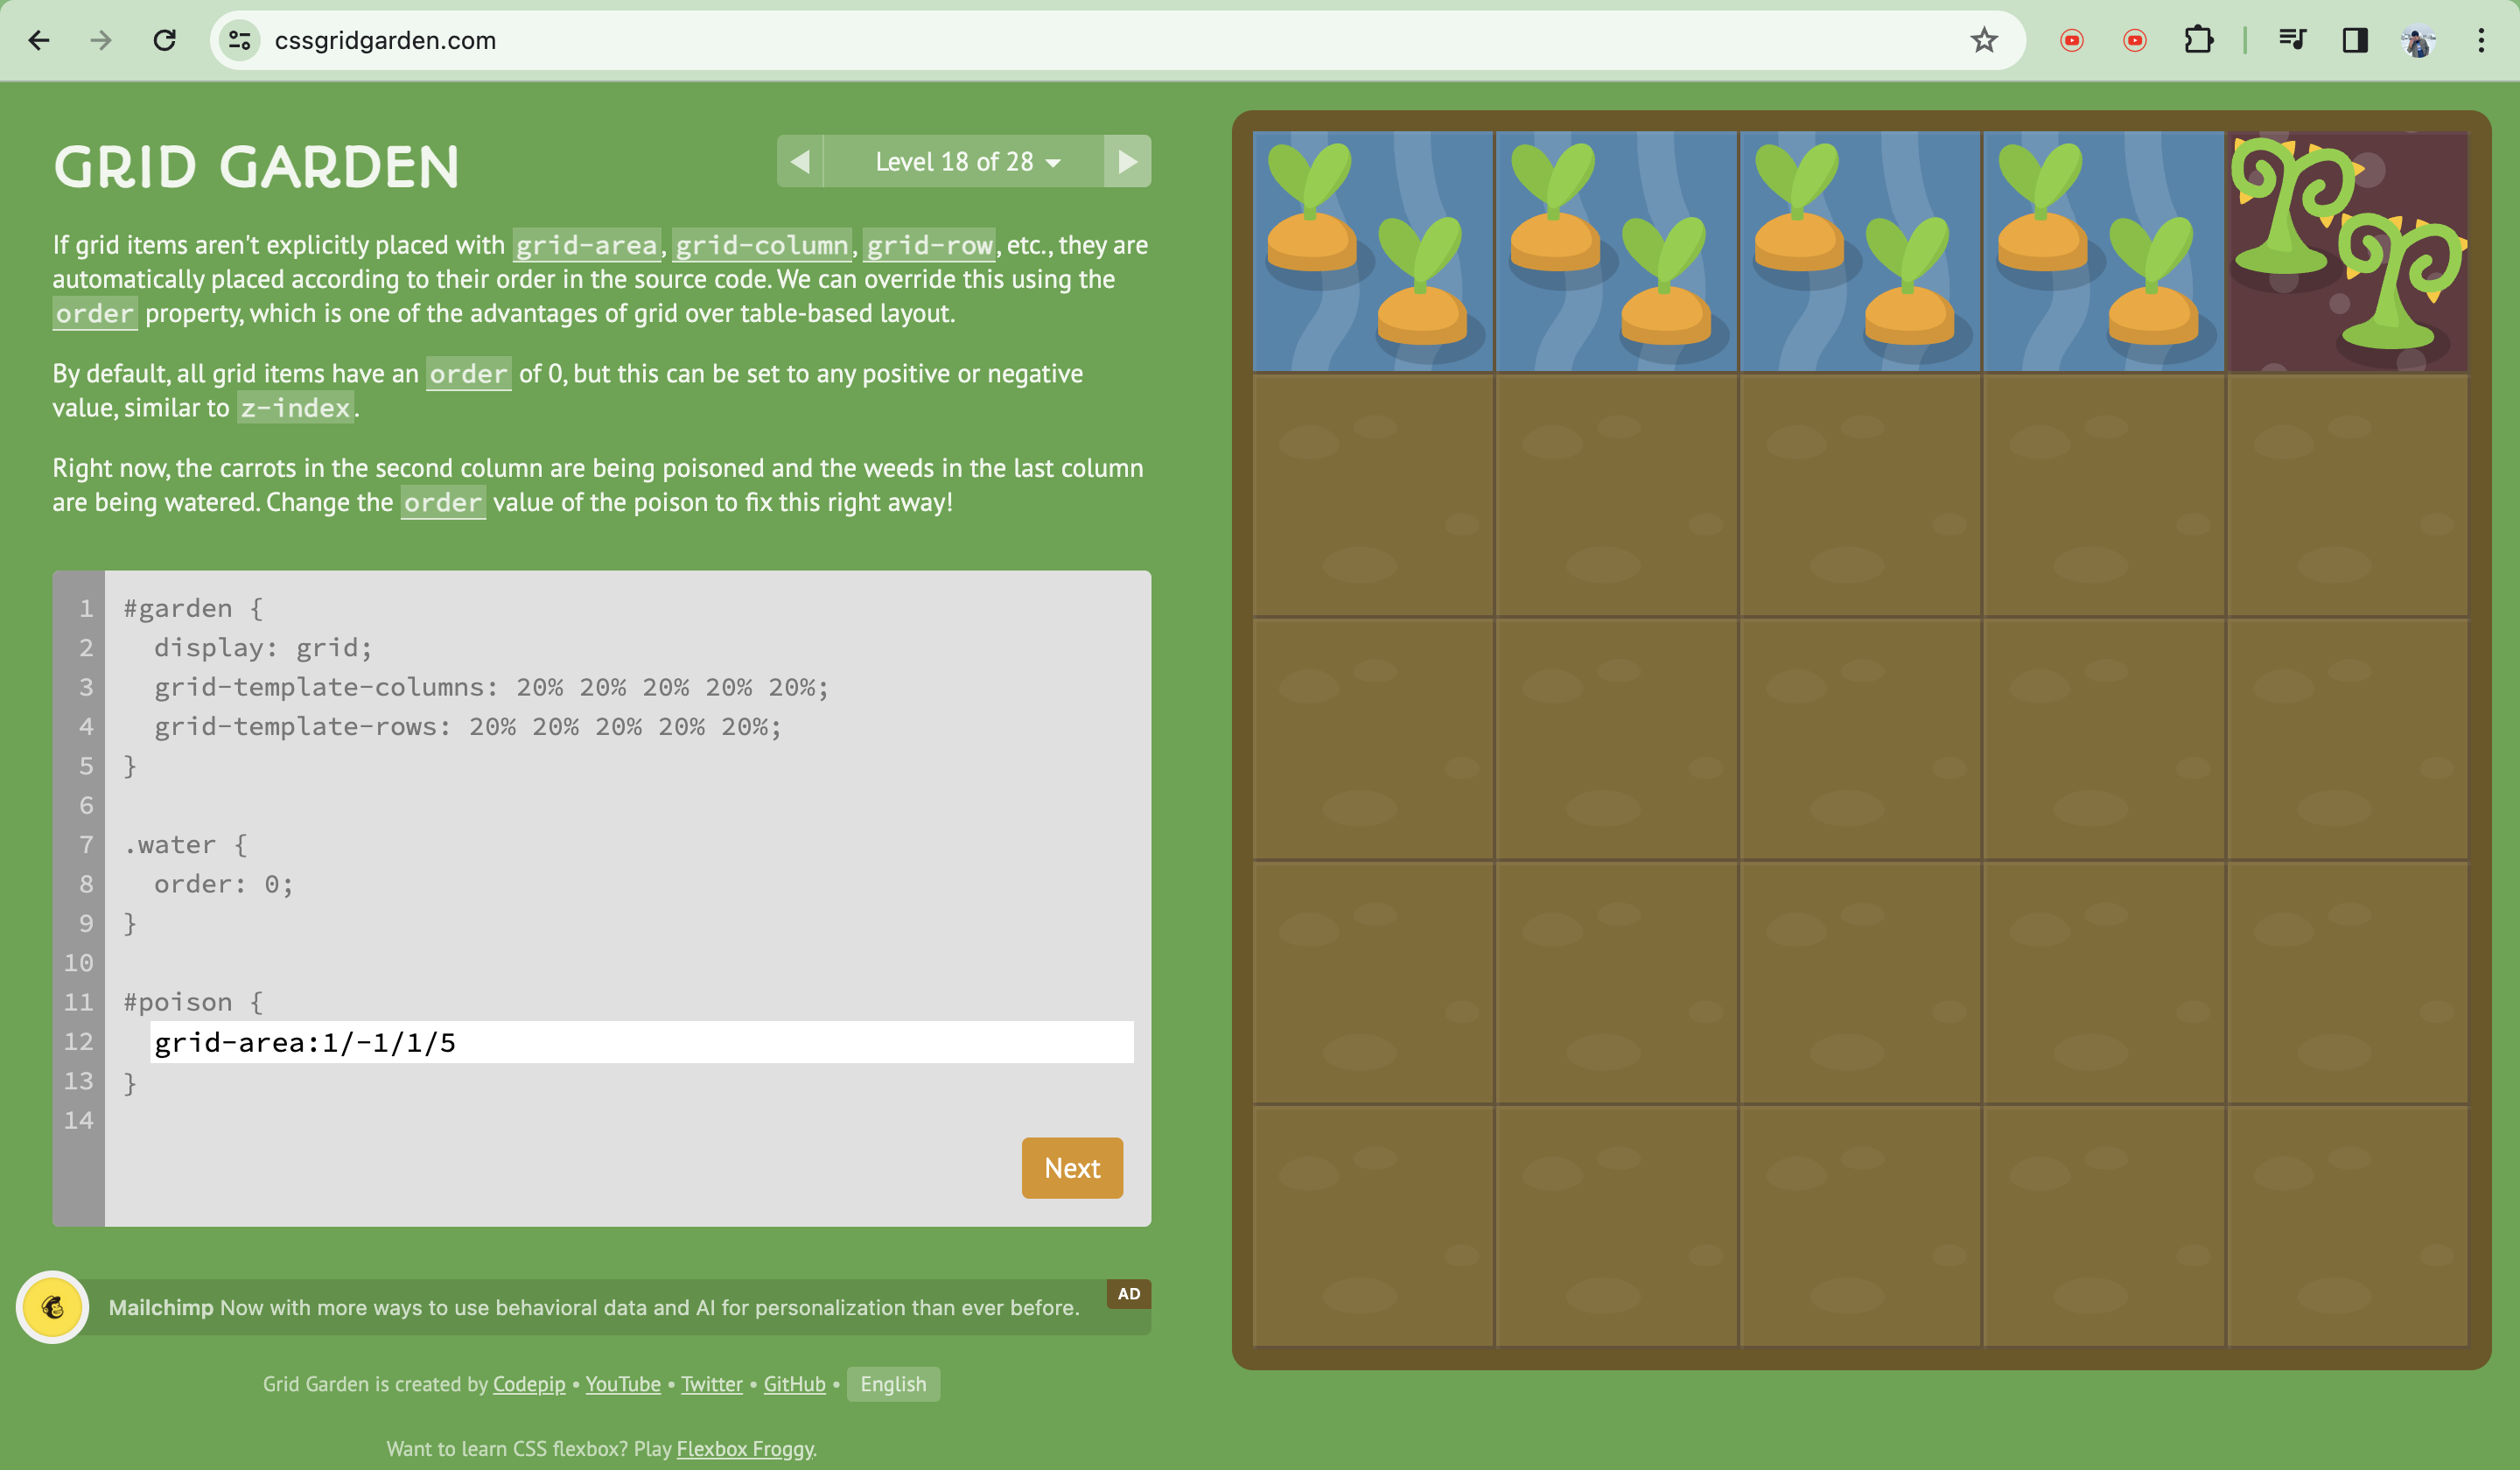 cssgridgarden.com
GRID GARDEN
Level 18 of 28
If grid items aren't explicitly placed with grid-area, grid-column, grid-row, etc., they are
automatically placed according to their order in the source code. We can override this using the
order property, which is one of the advantages of grid over table-based layout.
By default, all grid items have an order of 0, but this can be set to any positive or negative
value, similar to z-index.
Right now, the carrots in the second column are being poisoned and the weeds in the last column
are being watered. Change the order value of the poison to fix this right away!
1 #garden {
2 display: grid;
3 grid-template-columns: 20% 20% 20% 20% 20%;
4 grid-template-rows: 20% 20% 20% 20% 20%;
5 }
6
7 .water {
8 order: 0;
9 }
10
11 #poison {
12 grid-area:1/-1/1/5
13 }
14
Next
AD
Mailchimp Now with more ways to use behavioral data and AI for personalization than ever before.
Grid Garden is created by Codepip • YouTube • Twitter • GitHub • English
Want to learn CSS flexbox? Play Flexbox Froggy.